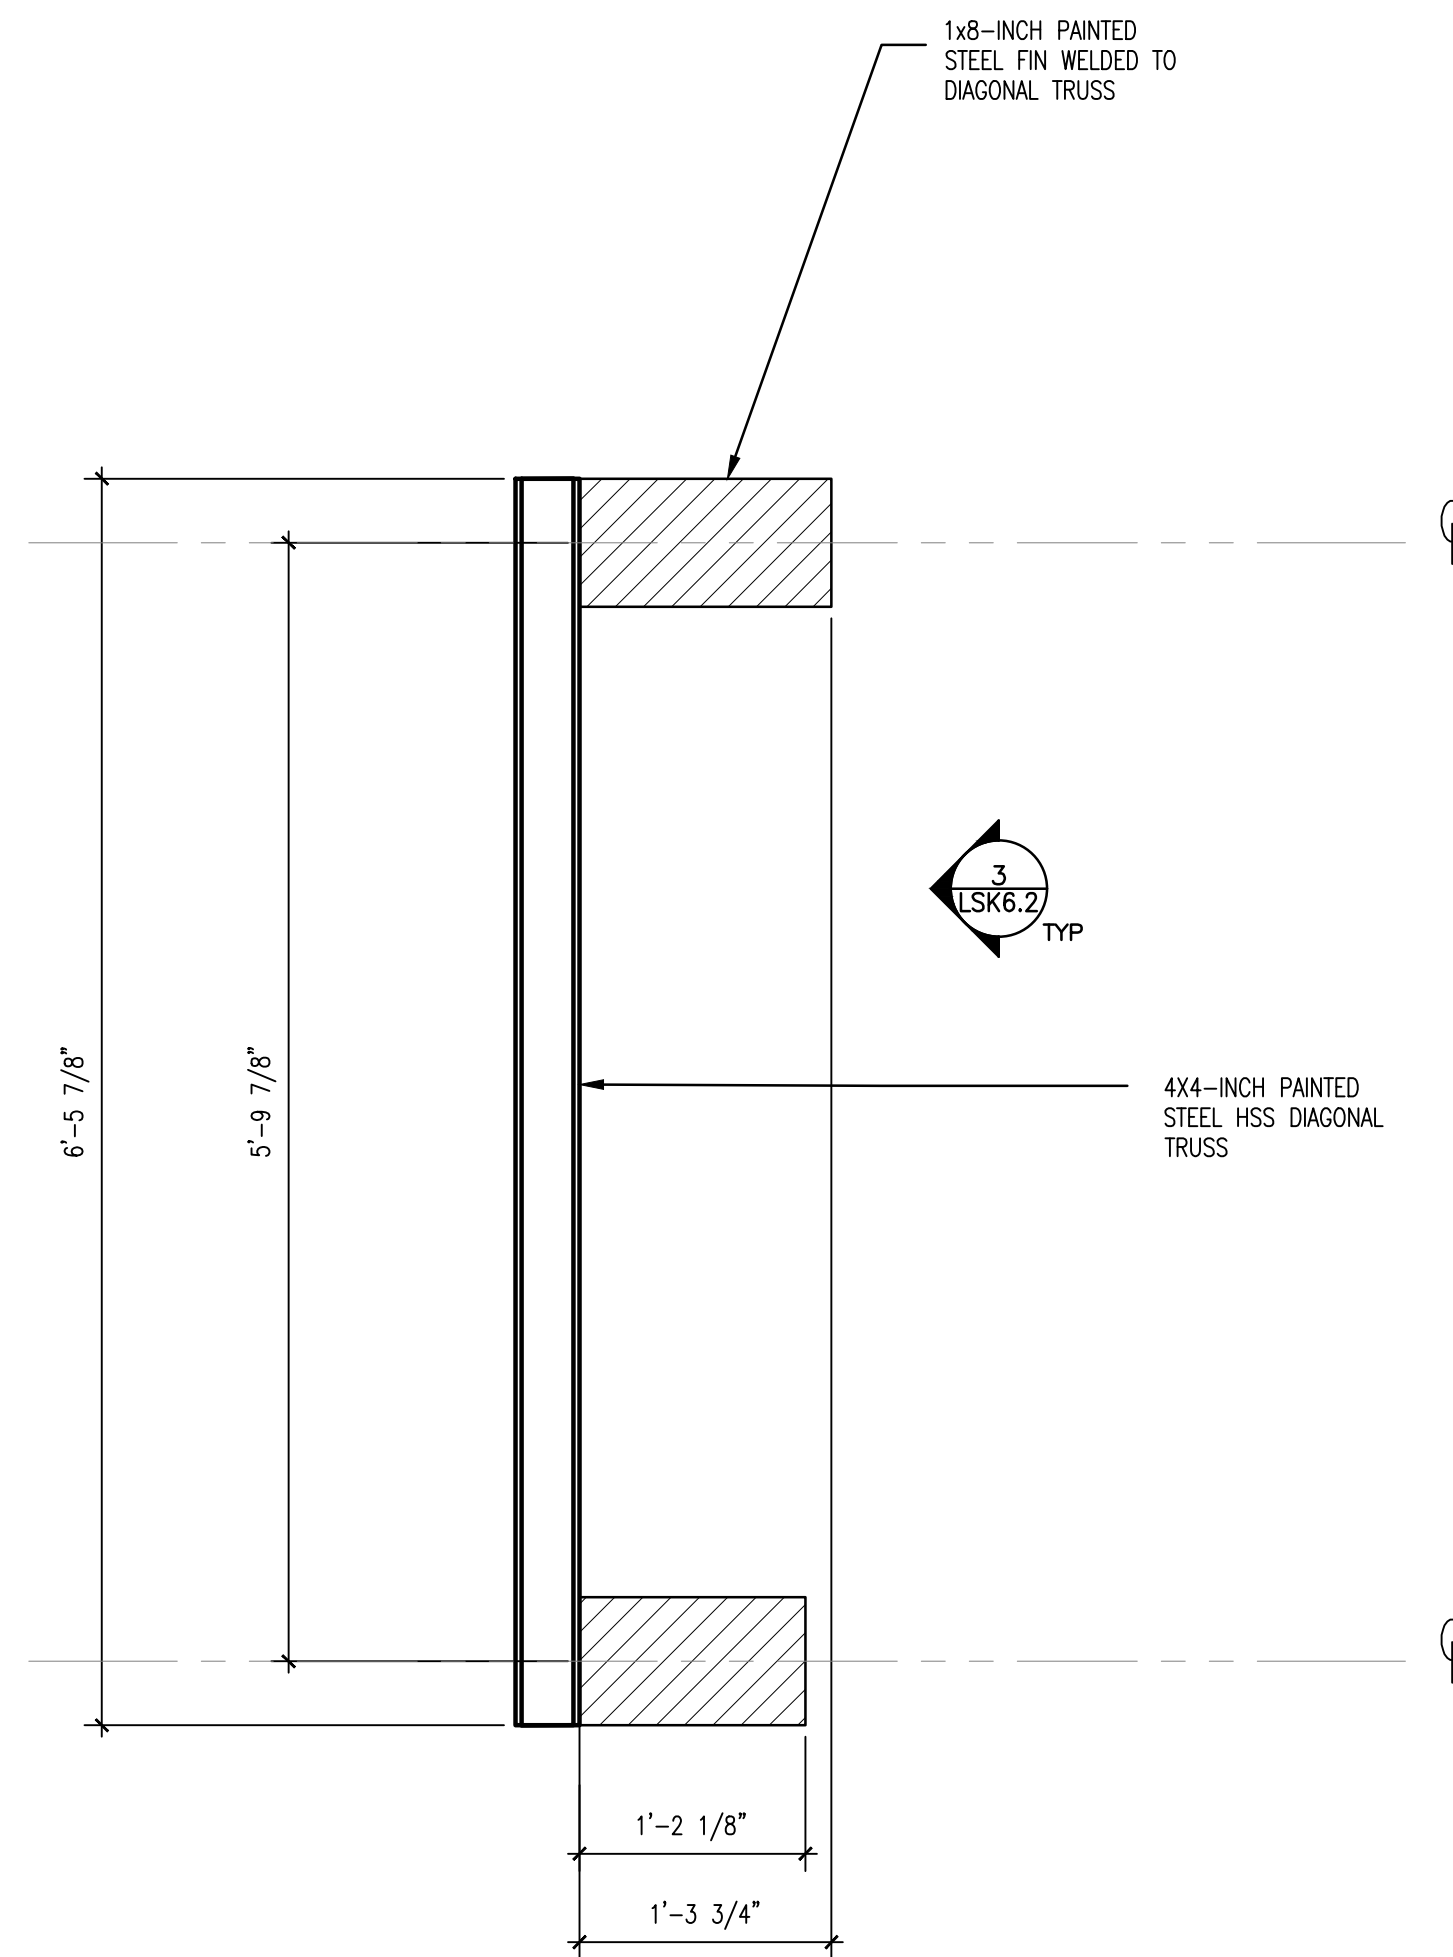 1x8-INCH PAINTED
STEEL FIN WELDED TO
DIAGONAL TRUSS
3
LSK6.2
TYP
6'-5 7/8"
5'-9 7/8"
4X4-INCH PAINTED
STEEL HSS DIAGONAL
TRUSS
1'-2 1/8"
1'-3 3/4"